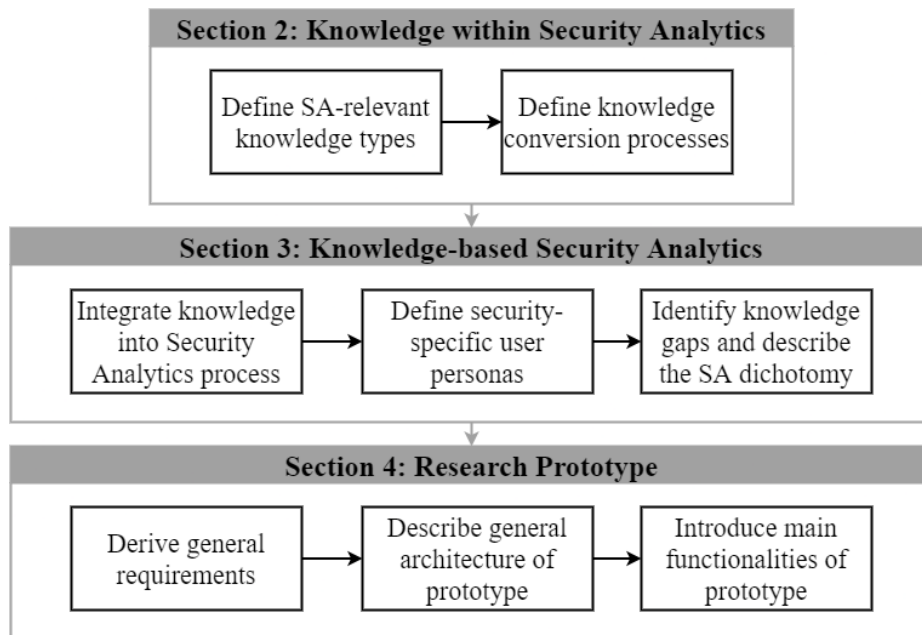 Section 2: Knowledge within Security Analytics
Define SA-relevant
knowledge types
Define knowledge
conversion processes
Section 3: Knowledge-based Security Analytics
Integrate knowledge
into Security
Analytics process
Define security-
specific user
personas
Identify knowledge
gaps and describe
the SA dichotomy
Section 4: Research Prototype
Derive general
requirements
Describe general
architecture of
prototype
Introduce main
functionalities of
prototype